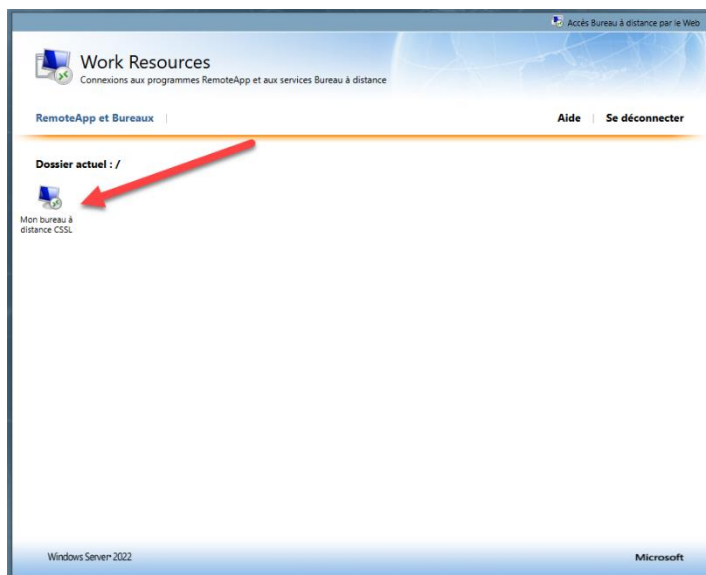 Accès Bureau à distance par le Web
Work Resources
Connexions aux programmes RemoteApp et aux services Bureau à distance
RemoteApp et Bureaux
Aide | Se déconnecter
Dossier actuel : /
Mon bureau à
distance CSSL
Windows Server 2022
Microsoft